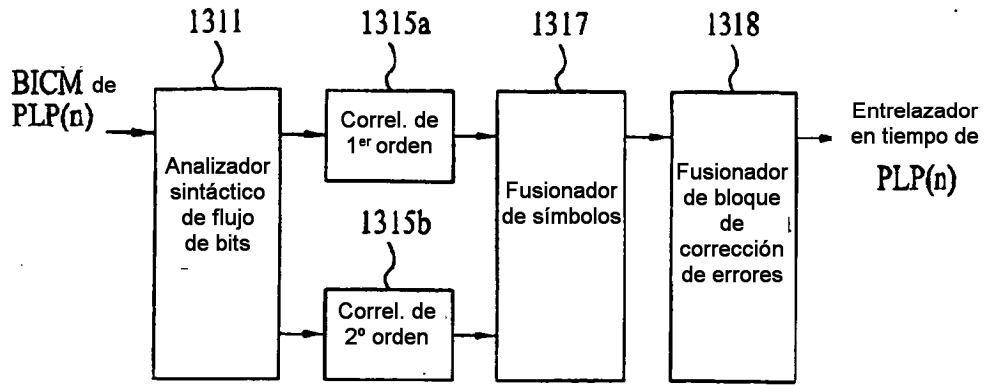 1311
1315a
1317
1318
BICM de
PLP(n)
Analizador
sintáctico
de flujo
de bits
Correl. de
1er orden
1315b
Correl. de
2º orden
Fusionador
de símbolos
Fusionador
de bloque
de
corrección
de errores
Entrelazador
en tiempo de
PLP(n)